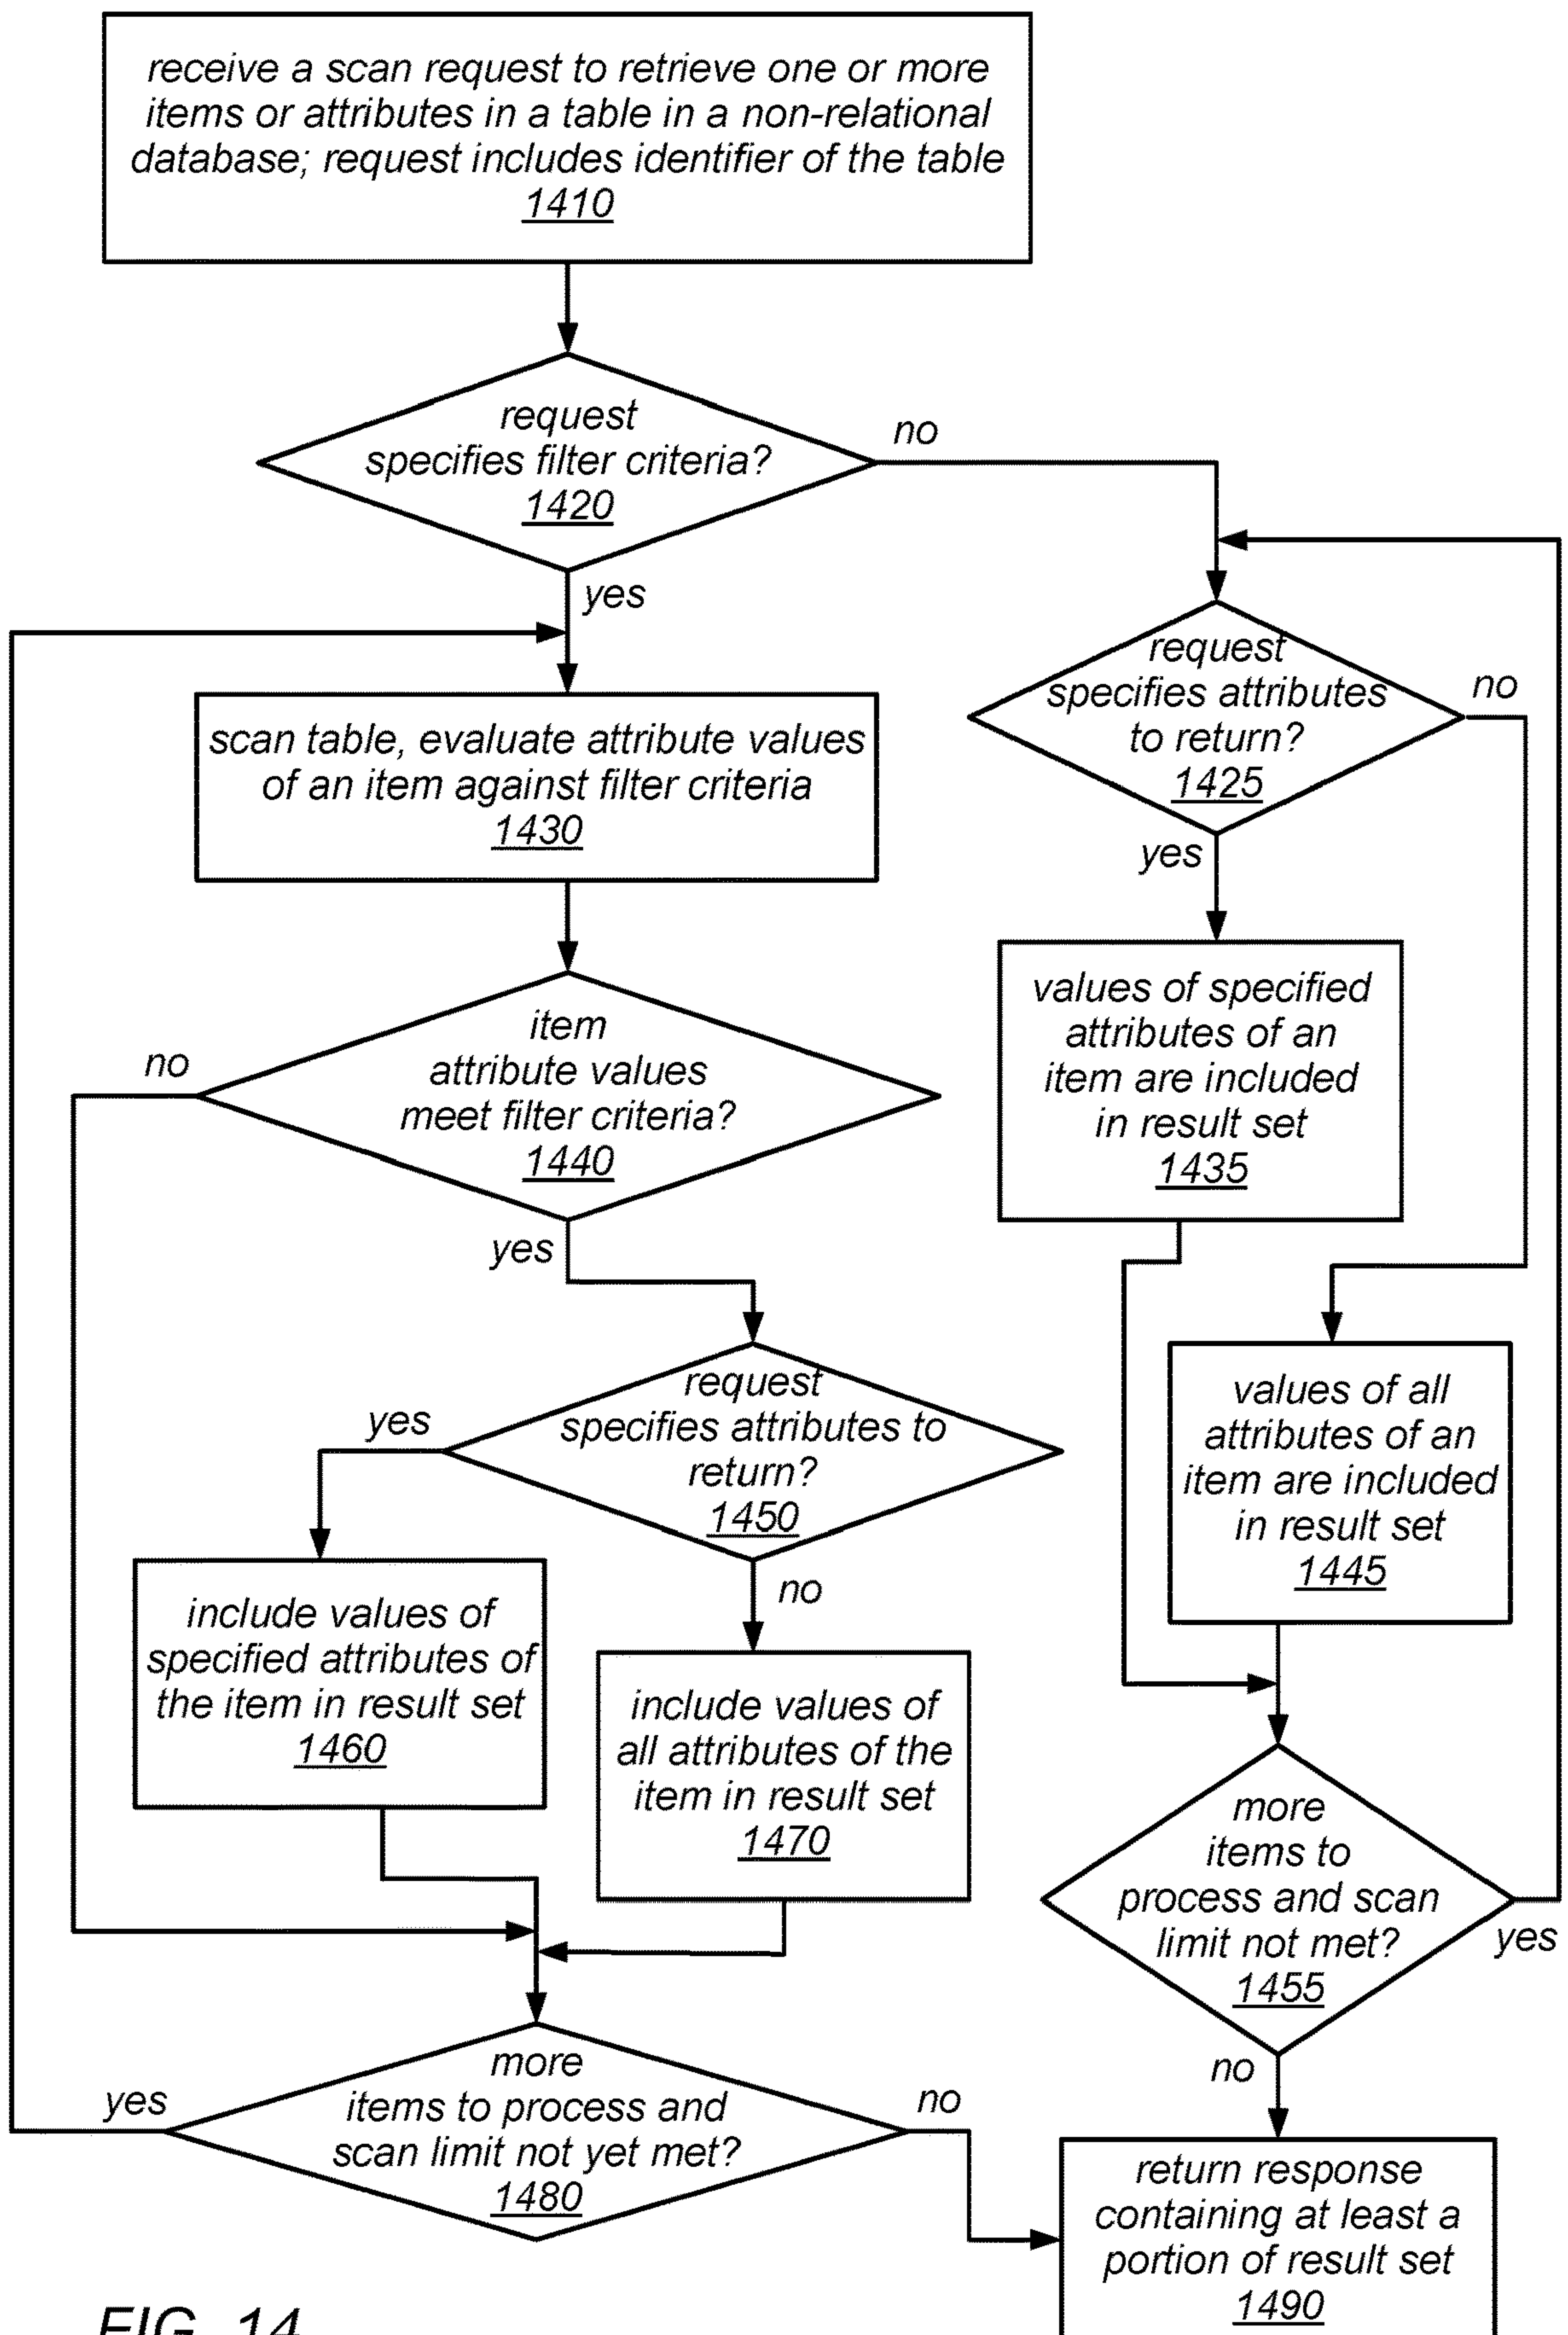 receive a scan request to retrieve one or more
items or attributes in a table in a non-relational
database; request includes identifier of the table
1410
request
specifies filter criteria?
1420
no
yes
scan table, evaluate attribute values
of an item against filter criteria
1430
request
specifies attributes
to return?
1425
no
yes
item
attribute values
meet filter criteria?
1440
no
yes
values of specified
attributes of an
item are included
in result set
1435
request
specifies attributes to
return?
1450
yes
no
values of all
attributes of an
item are included
in result set
1445
include values of
specified attributes of
the item in result set
1460
include values of
all attributes of the
item in result set
1470
more
items to
process and scan
limit not met?
1455
yes
no
more
items to process and
scan limit not yet met?
1480
yes
no
return response
containing at least a
portion of result set
1490
FIG. 14